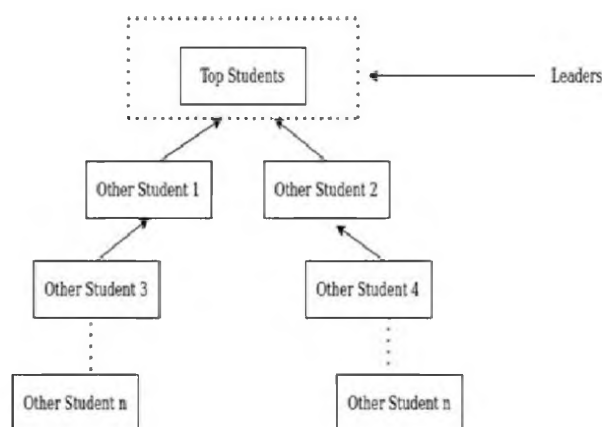 Top Students
Leaders
Other Student 1
Other Student 2
Other Student 3
Other Student 4
Other Student n
Other Student n